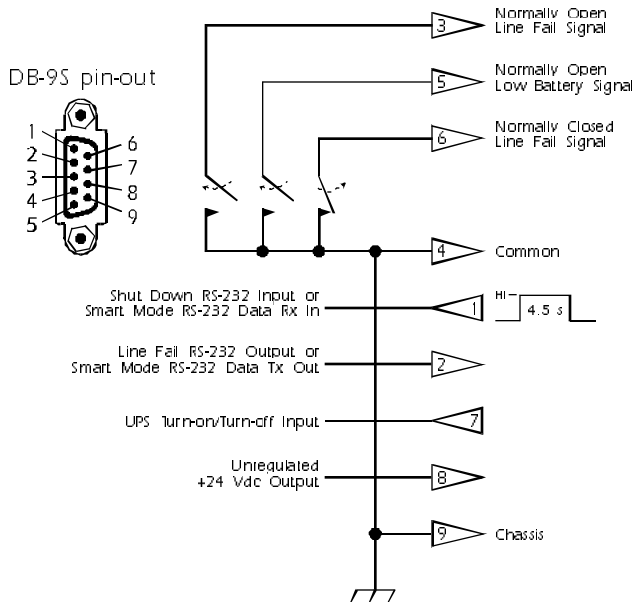 Normally Open
3
Line Fail Signal
DB-9S pin-out
Normally Open
5
Low Battery Signal
1
6
2
7
3
8
4
9
5
Normally Closed
6
Line Fail Signal
4
Common
Shut Down RS-232 Input or
Smart Mode RS-232 Data Rx In
1
HI
4.5 s
Line Fail RS-232 Output or
Smart Mode RS-232 Data Tx Out
2
UPS Turn-on/Turn-off Input
7
Unregulated
+24 Vdc Output
8
9
Chassis